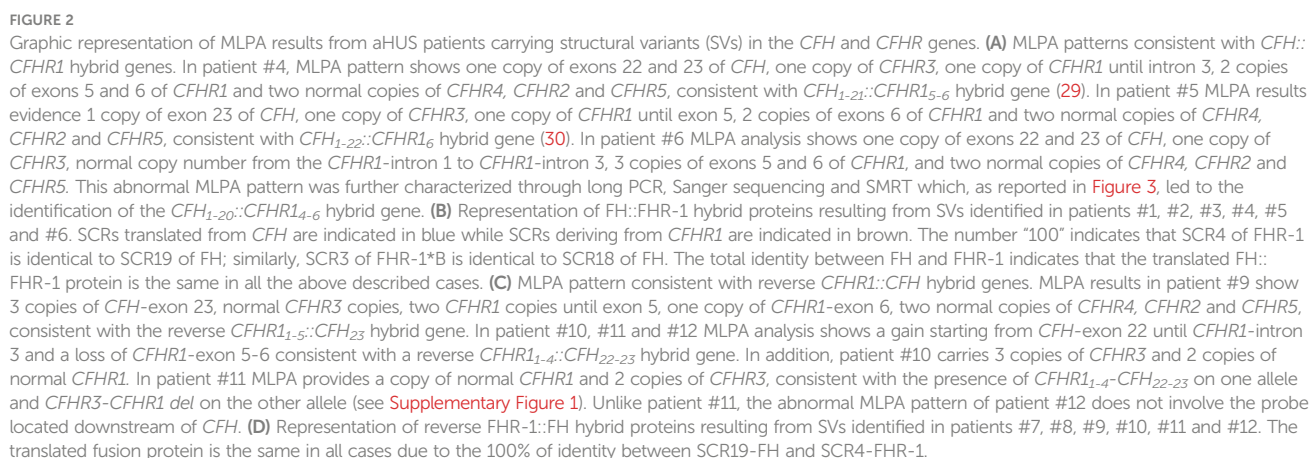 FIGURE 2
Graphic representation of MLPA results from aHUS patients carrying structural variants (SVs) in the CFH and CFHR genes. (A) MLPA patterns consistent with CFH::
CFHR1 hybrid genes. In patient #4, MLPA pattern shows one copy of exons 22 and 23 of CFH, one copy of CFHR3, one copy of CFHR1 until intron 3, 2 copies
of exons 5 and 6 of CFHR1 and two normal copies of CFHR4, CFHR2 and CFHR5, consistent with CFH1-21::CFHR15-6 hybrid gene (29). In patient #5 MLPA results
evidence 1 copy of exon 23 of CFH, one copy of CFHR3, one copy of CFHR1 until exon 5, 2 copies of exons 6 of CFHR1 and two normal copies of CFHR4,
CFHR2 and CFHR5, consistent with CFH1-22::CFHR16 hybrid gene (30). In patient #6 MLPA analysis shows one copy of exons 22 and 23 of CFH, one copy of
CFHR3, normal copy number from the CFHR1-intron 1 to CFHR1-intron 3, 3 copies of exons 5 and 6 of CFHR1, and two normal copies of CFHR4, CFHR2 and
CFHR5. This abnormal MLPA pattern was further characterized through long PCR, Sanger sequencing and SMRT which, as reported in Figure 3, led to the
identification of the CFH1-20::CFHR14-6 hybrid gene. (B) Representation of FH::FHR-1 hybrid proteins resulting from SVs identified in patients #1, #2, #3, #4, #5
and #6. SCRs translated from CFH are indicated in blue while SCRs deriving from CFHR1 are indicated in brown. The number "100" indicates that SCR4 of FHR-1
is identical to SCR19 of FH; similarly, SCR3 of FHR-1*B is identical to SCR18 of FH. The total identity between FH and FHR-1 indicates that the translated FH::
FHR-1 protein is the same in all the above described cases. (C) MLPA pattern consistent with reverse CFHR1::CFH hybrid genes. MLPA results in patient #9 show
3 copies of CFH-exon 23, normal CFHR3 copies, two CFHR1 copies until exon 5, one copy of CFHR1-exon 6, two normal copies of CFHR4, CFHR2 and CFHR5,
consistent with the reverse CFHR11-5::CFH23 hybrid gene. In patient #10, #11 and #12 MLPA analysis shows a gain starting from CFH-exon 22 until CFHR1-intron
3 and a loss of CFHR1-exon 5-6 consistent with a reverse CFHR11-4::CFH22-23 hybrid gene. In addition, patient #10 carries 3 copies of CFHR3 and 2 copies of
normal CFHR1. In patient #11 MLPA provides a copy of normal CFHR1 and 2 copies of CFHR3, consistent with the presence of CFHR11-4-CFH22-23 on one allele
and CFHR3-CFHR1 del on the other allele (see Supplementary Figure 1). Unlike patient #11, the abnormal MLPA pattern of patient #12 does not involve the probe
located downstream of CFH. (D) Representation of reverse FHR-1::FH hybrid proteins resulting from SVs identified in patients #7, #8, #9, #10, #11 and #12. The
translated fusion protein is the same in all cases due to the 100% of identity between SCR19-FH and SCR4-FHR-1.